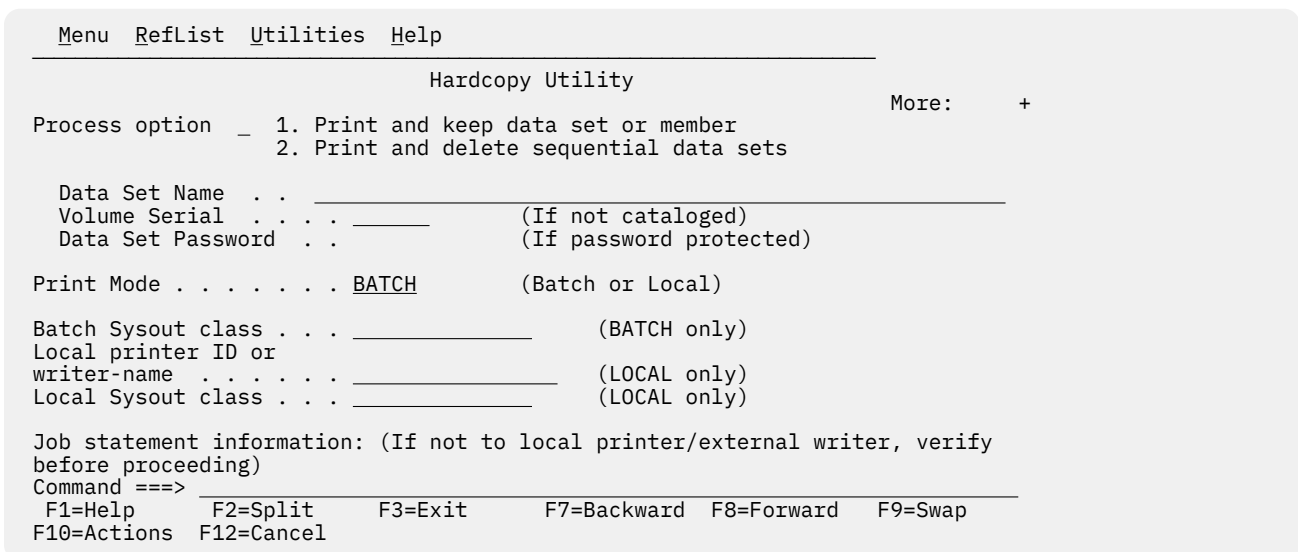 Menu  RefList  Utilities  Help
Hardcopy Utility
More:     +
Process option  _  1. Print and keep data set or member
2. Print and delete sequential data sets
Data Set Name  . .
Volume Serial  . . . . ______       (If not cataloged)
Data Set Password  . .              (If password protected)
Print Mode . . . . . . . BATCH        (Batch or Local)
Batch Sysout class . . . ______________     (BATCH only)
Local printer ID or
writer-name  . . . . . . ________________   (LOCAL only)
Local Sysout class . . . ______________     (LOCAL only)
Job statement information: (If not to local printer/external writer, verify
before proceeding)
Command ===>
F1=Help      F2=Split     F3=Exit      F7=Backward  F8=Forward   F9=Swap
F10=Actions  F12=Cancel